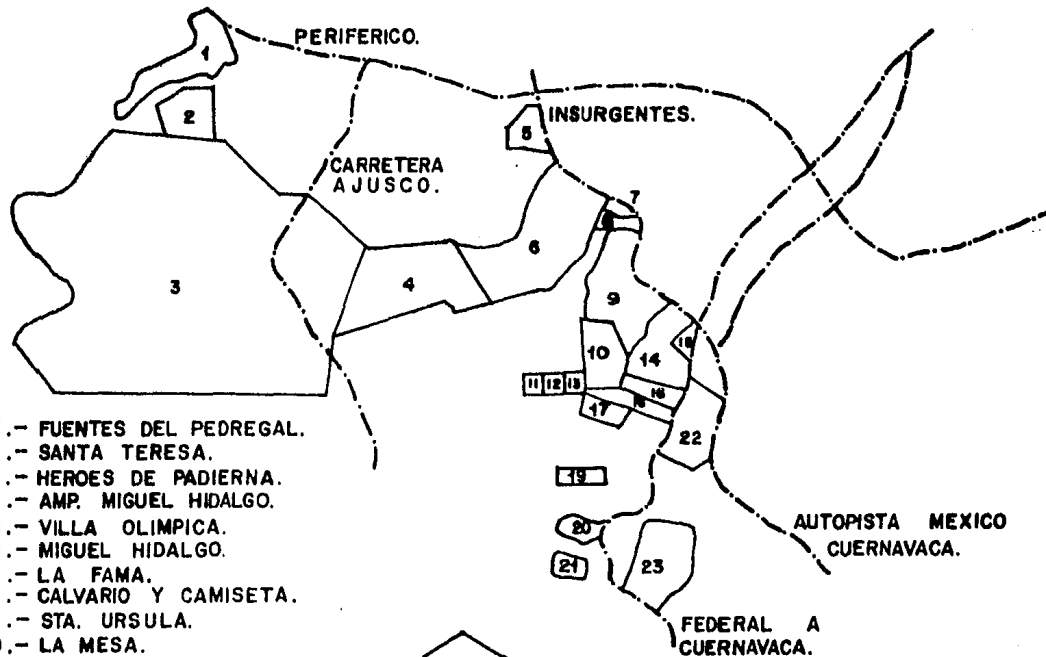 PERIFERICO.
1
2
5
INSURGENTES.
CARRETERA
AJUSCO.
7
6
3
4
9
10
14
18
11 12 13
16
15
17
22
19
20
AUTOPISTA MEXICO
CUERNAVACA.
21
23
FEDERAL A
CUERNAVACA.
.- FUENTES DEL PEDREGAL.
.- SANTA TERESA.
.- HEROES DE PADIERNA.
.- AMP. MIGUEL HIDALGO.
.- VILLA OLIMPICA.
.- MIGUEL HIDALGO.
.- LA FAMA.
.- CALVARIO Y CAMISETA.
.- STA. URSULA.
.- LA MESA.